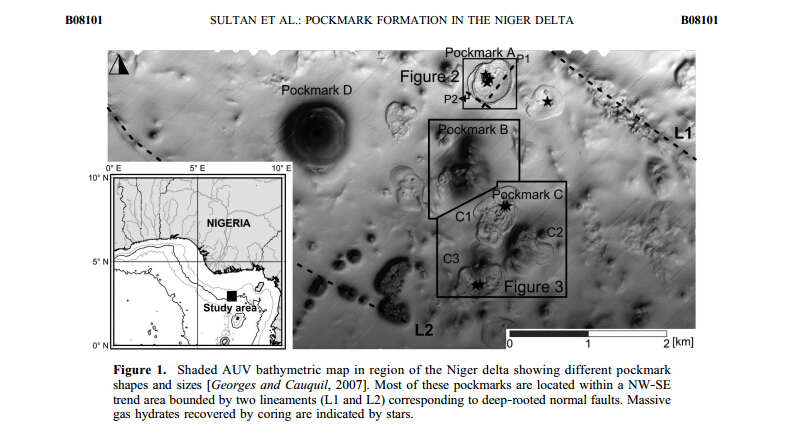 B08101
SULTAN ET AL.: POCKMARK FORMATION IN THE NIGER DELTA
B08101
Pockmark A
P1
Figure 2
P2
Pockmark D
L1
Pockmark B
Pockmark C
C1
C2
C3
Figure 3
L2
0
1
2 [km]
0° E
5° E
10° E
10° N
NIGERIA
5° N
Study area
0° N
Figure 1. Shaded AUV bathymetric map in region of the Niger delta showing different pockmark
shapes and sizes [Georges and Cauquil, 2007]. Most of these pockmarks are located within a NW-SE
trend area bounded by two lineaments (L1 and L2) corresponding to deep-rooted normal faults. Massive
gas hydrates recovered by coring are indicated by stars.